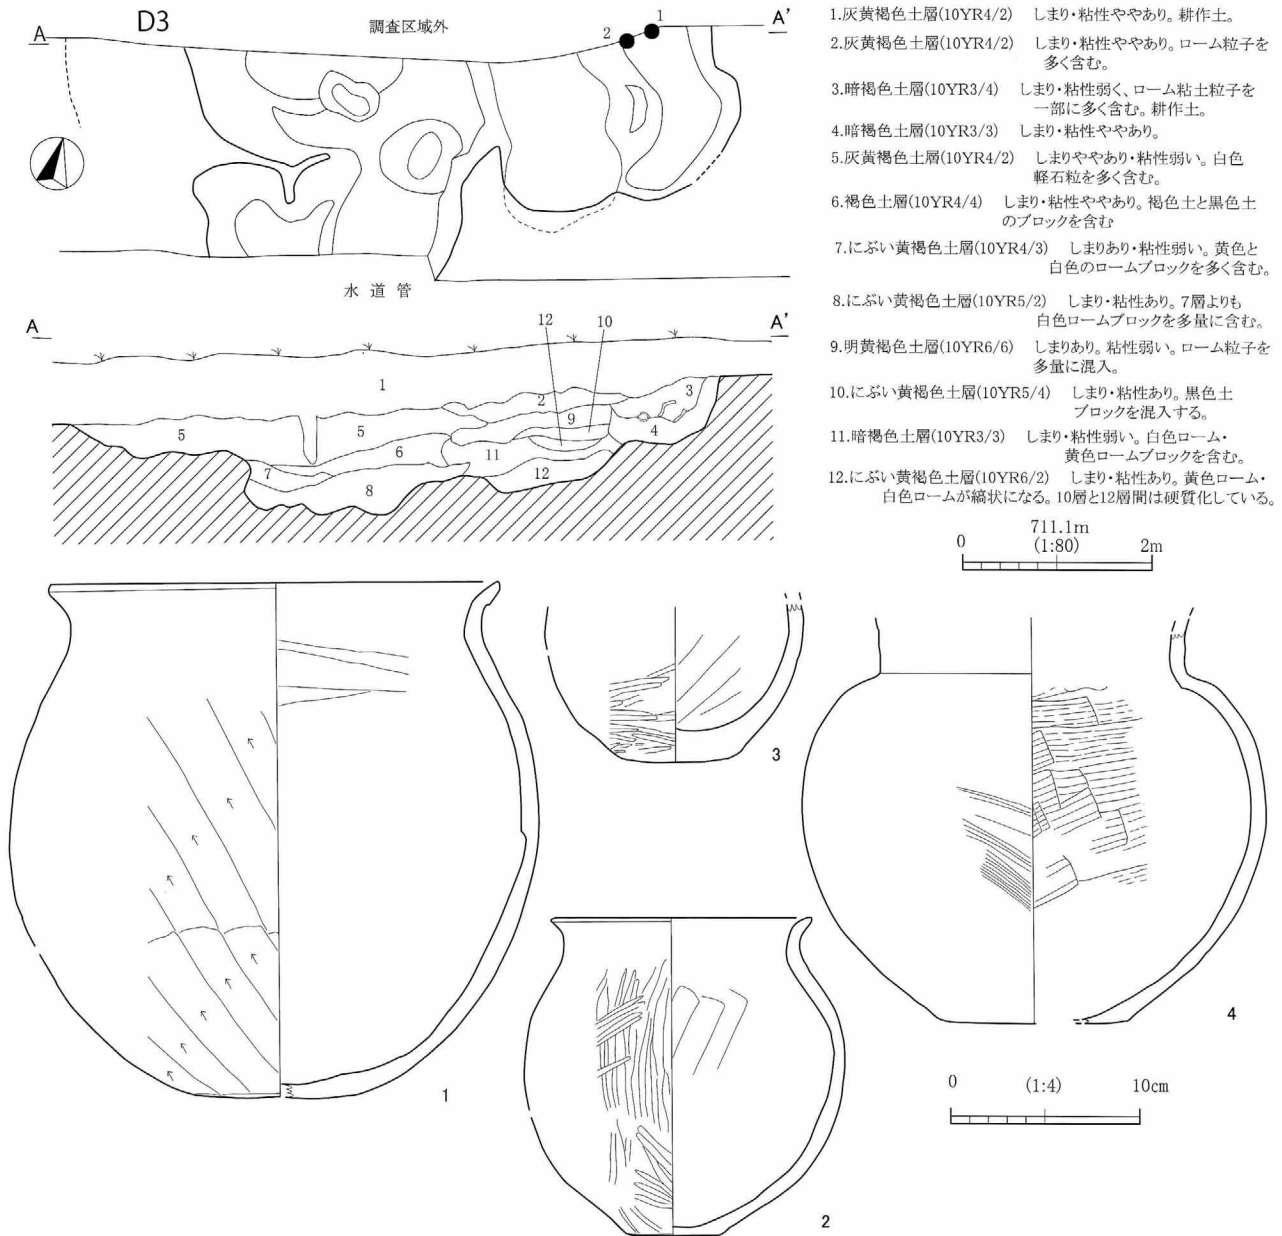 D3
調査区域外
A
A'
1
2
水道管
A
A'
12
10
1
2
3
9
5
5
4
6
11
7
12
8
1.灰黄褐色土層(10YR4/2) しまり・粘性ややあり。耕作土。
2.灰黄褐色土層(10YR4/2) しまり・粘性ややあり。ローム粒子を
多く含む。
3.暗褐色土層(10YR3/4) しまり・粘性弱く、ローム粘土粒子を
一部に多く含む。耕作土。
4.暗褐色土層(10YR3/3) しまり・粘性ややあり。
5.灰黄褐色土層(10YR4/2) しまりややあり・粘性弱い。白色
軽石粒を多く含む。
6.褐色土層(10YR4/4) しまり・粘性ややあり。褐色土と黒色土
のブロックを含む
7.にぶい黄褐色土層(10YR4/3) しまりあり・粘性弱い。黄色と
白色のロームブロックを多く含む。
8.にぶい黄褐色土層(10YR5/2) しまり・粘性あり。7層よりも
白色ロームブロックを多量に含む。
9.明黄褐色土層(10YR6/6) しまりあり。粘性弱い。ローム粒子を
多量に混入。
10.にぶい黄褐色土層(10YR5/4) しまり・粘性あり。黒色土
ブロックを混入する。
11.暗褐色土層(10YR3/3) しまり・粘性弱い。白色ローム・
黄色ロームブロックを含む。
12.にぶい黄褐色土層(10YR6/2) しまり・粘性あり。黄色ローム・
白色ロームが縞状になる。10層と12層間は硬質化している。
711.1m
0 (1:80) 2m
1
2
3
4
0 (1:4) 10cm